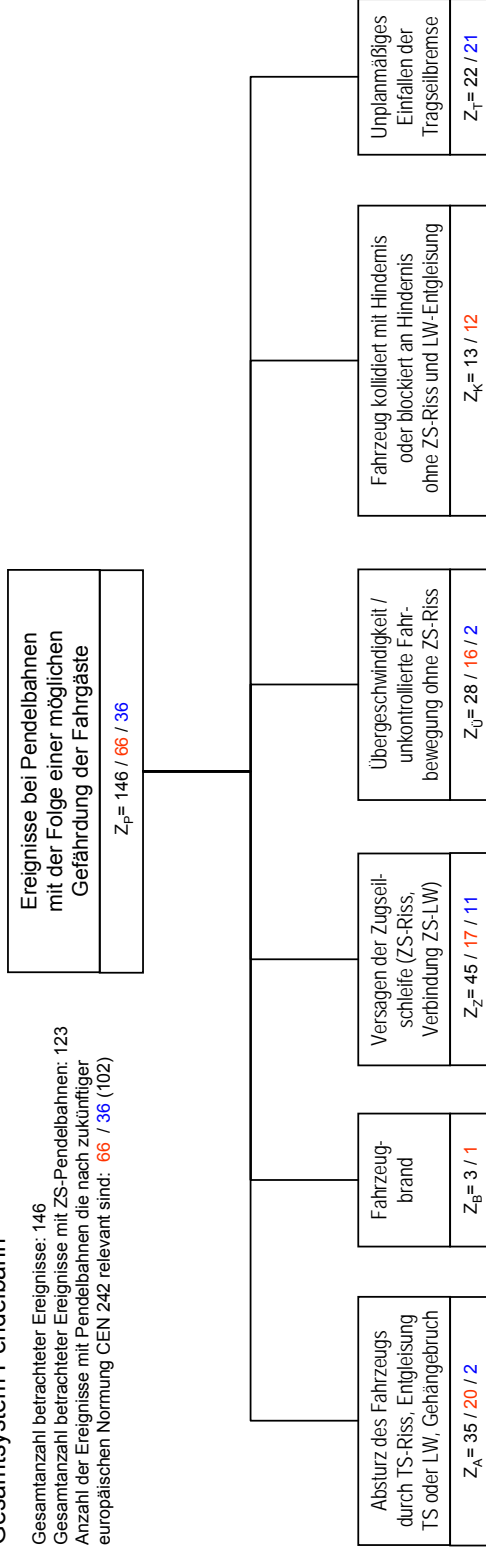 Gesamtsystem Pendelbahn
Gesamtanzahl betrachteter Ereignisse: 146
Gesamtanzahl betrachteter Ereignisse mit ZS-Pendelbahnen: 123
Anzahl der Ereignisse mit Pendelbahnen die nach zukünftiger
europäischen Normung CEN 242 relevant sind: 66 / 36 (102)
Ereignisse bei Pendelbahnen
mit der Folge einer möglichen
Gefährdung der Fahrgäste
Z_P= 146 / 66 / 36
Absturz des Fahrzeugs
durch TS-Riss, Entgleisung
TS oder LW, Gehängebruch
Z_A= 35 / 20 / 2
Fahrzeug-
brand
Z_B= 3 / 1
Versagen der Zugseil-
schleife (ZS-Riss,
Verbindung ZS-LW)
Z_Z= 45 / 17 / 11
Übergeschwindigkeit /
unkontrollierte Fahr-
bewegung ohne ZS-Riss
Z_Ü= 28 / 16 / 2
Fahrzeug kollidiert mit Hindernis
oder blockiert an Hindernis
ohne ZS-Riss und LW-Entgleisung
Z_K= 13 / 12
Unplanmäßiges
Einfallen der
Tragseilbremse
Z_T= 22 / 21